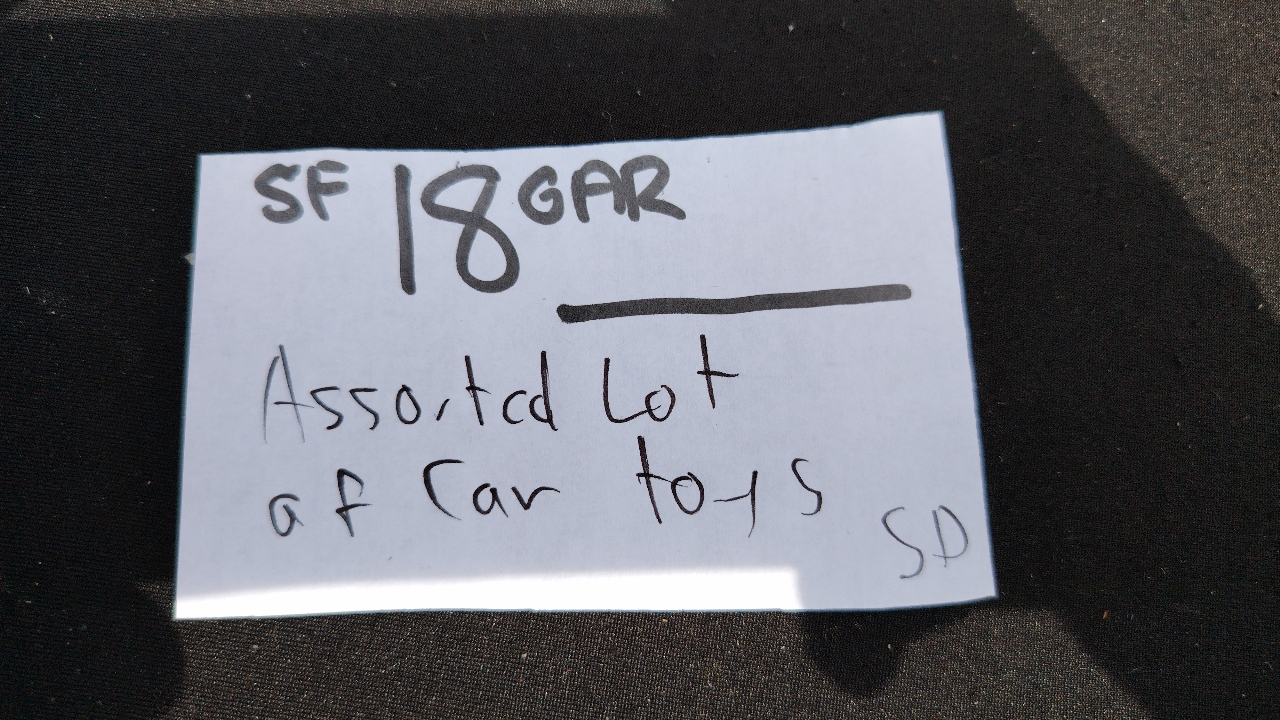 SF 18 GAR
Assorted Lot
of Car toys
SD